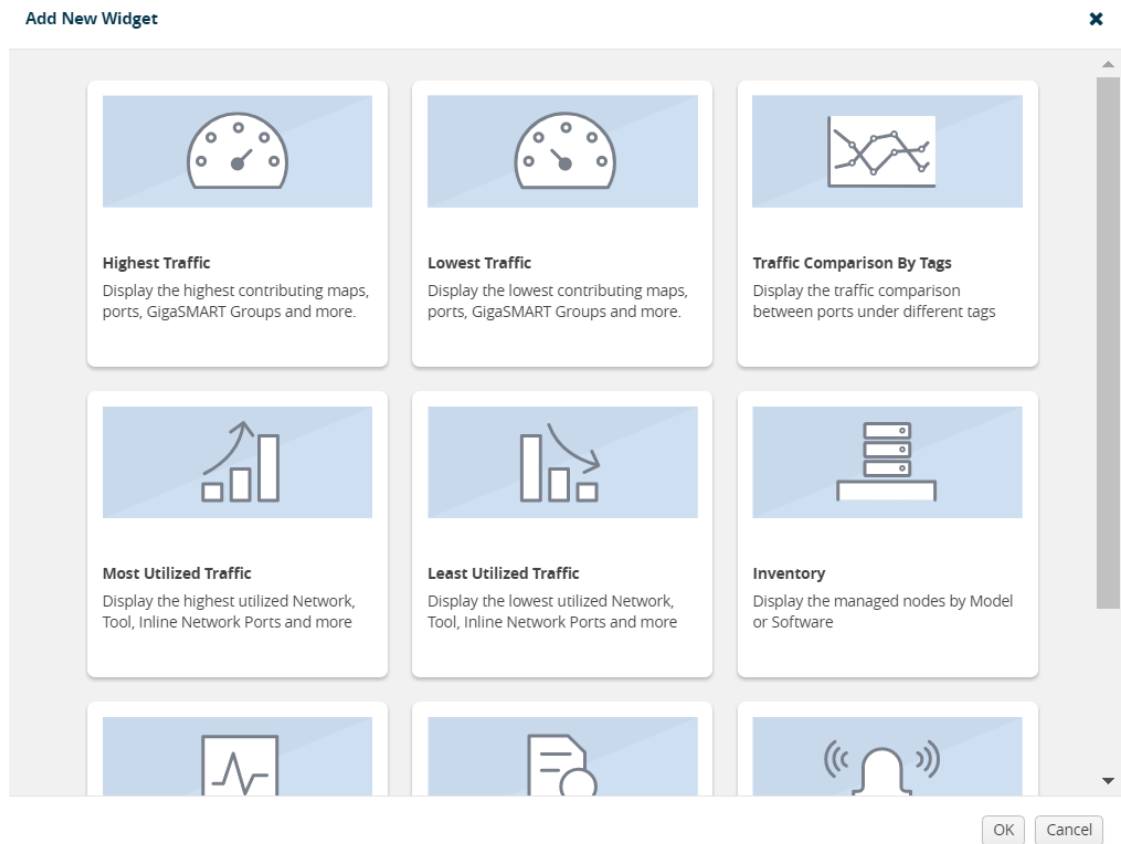 Add New Widget
Highest Traffic
Display the highest contributing maps,
ports, GigaSMART Groups and more.
Lowest Traffic
Display the lowest contributing maps,
ports, GigaSMART Groups and more.
Traffic Comparison By Tags
Display the traffic comparison
between ports under different tags
Most Utilized Traffic
Display the highest utilized Network,
Tool, Inline Network Ports and more
Least Utilized Traffic
Display the lowest utilized Network,
Tool, Inline Network Ports and more
Inventory
Display the managed nodes by Model
or Software
OK
Cancel